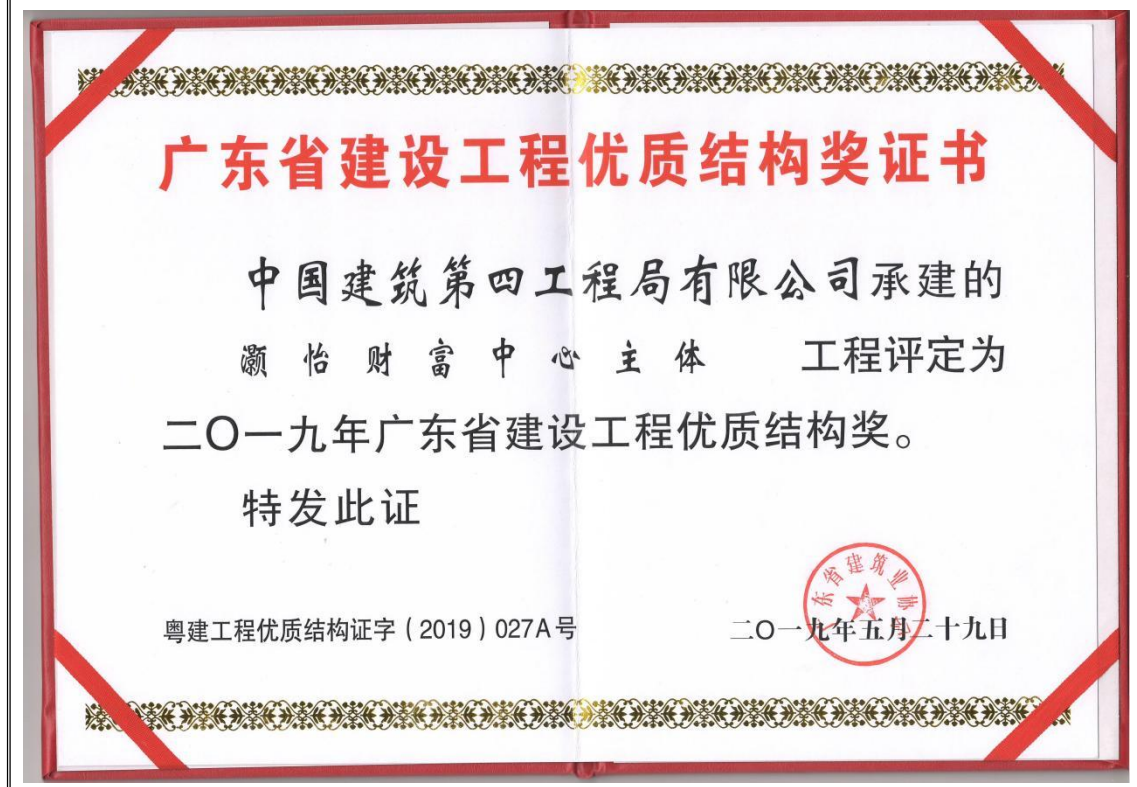 广东省建设工程优质结构奖证书
中国建筑第四工程局有限公司承建的
灏怡财富中心主体 工程评定为
二〇一九年广东省建设工程优质结构奖。
特发此证
广东省建筑业协会
粤建工程优质结构证字(2019)027A号
二〇一九年五月二十九日